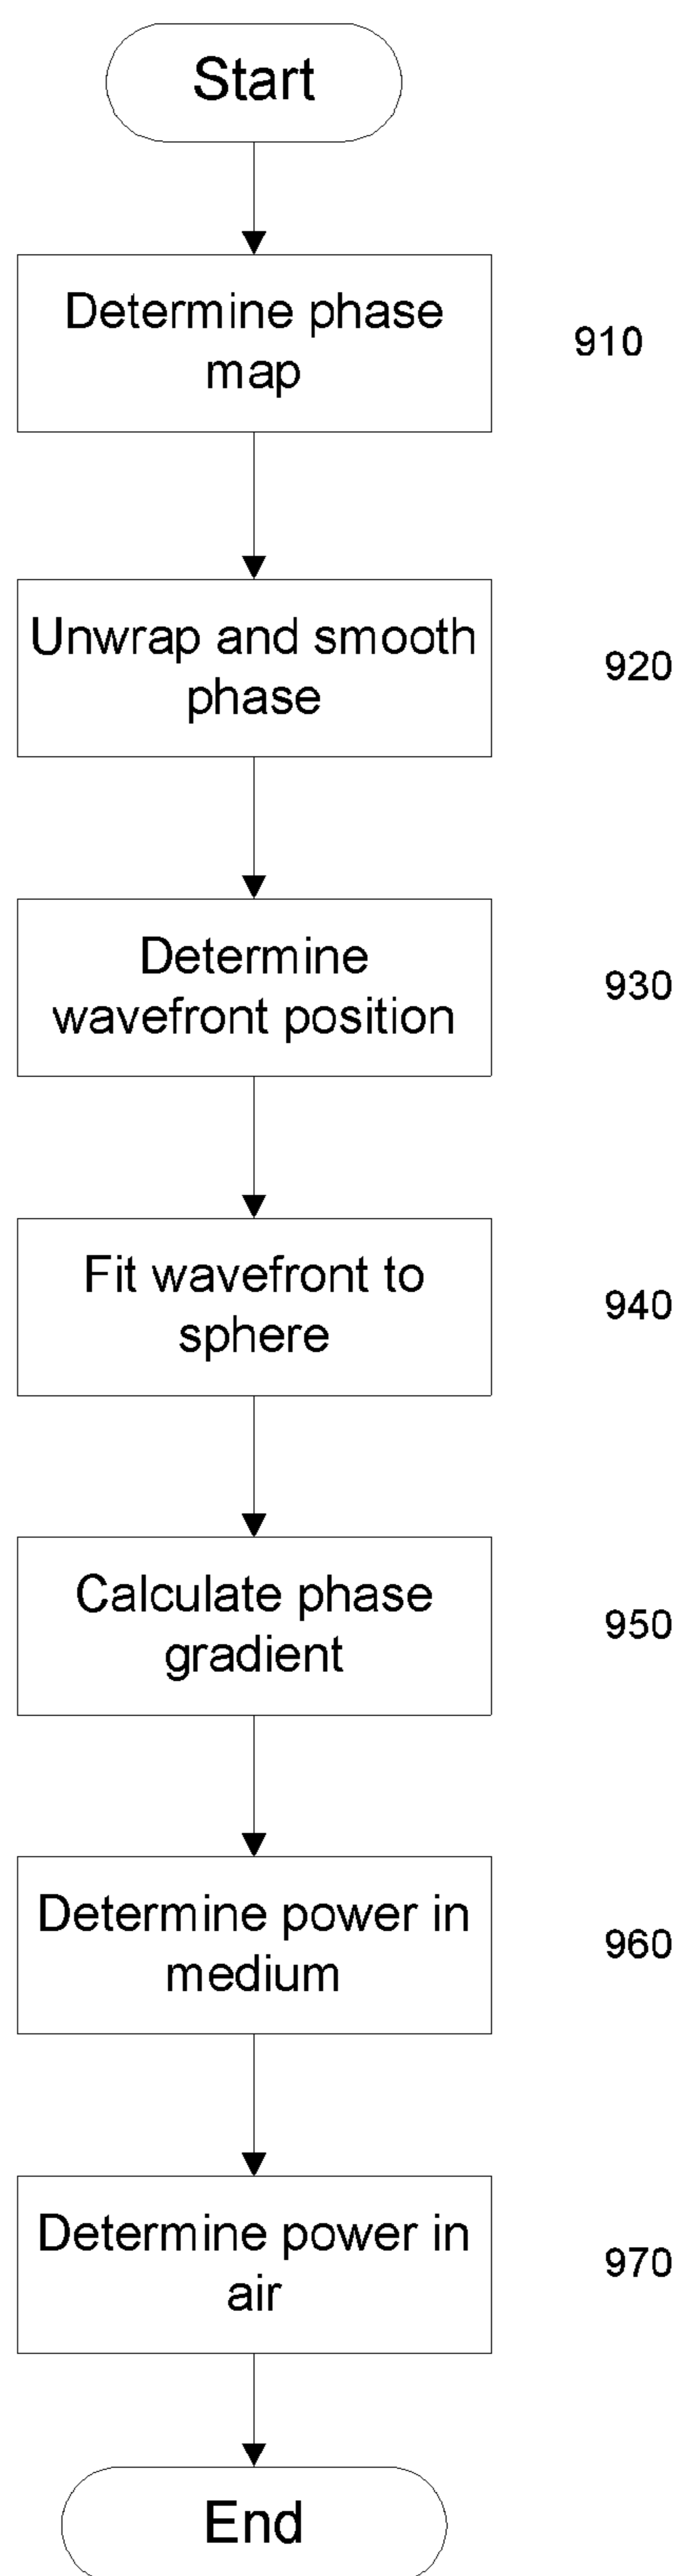 Start
Determine phase
map
910
Unwrap and smooth
phase
920
Determine
wavefront position
930
Fit wavefront to
sphere
940
Calculate phase
gradient
950
Determine power in
medium
960
Determine power in
air
970
End